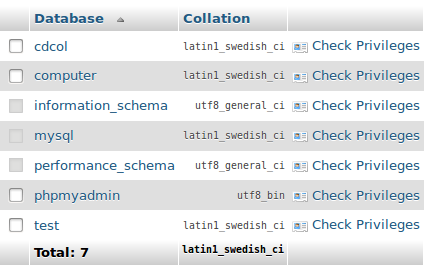 Database Collation
cdcol latin1_swedish_ci Check Privileges
computer latin1_swedish_ci Check Privileges
information_schema utf8_general_ci Check Privileges
mysql latin1_swedish_ci Check Privileges
performance_schema utf8_general_ci Check Privileges
phpmyadmin utf8_bin Check Privileges
test latin1_swedish_ci Check Privileges
Total: 7 latin1_swedish_ci